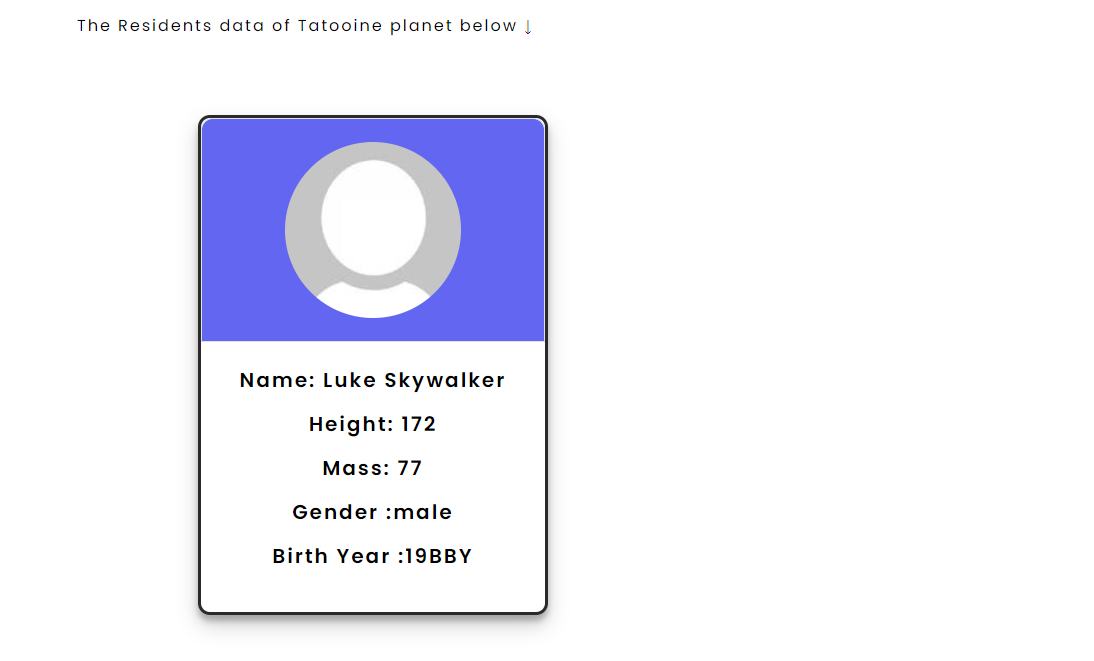 The Residents data of Tatooine planet below ↓
Name: Luke Skywalker
Height: 172
Mass: 77
Gender :male
Birth Year :19BBY